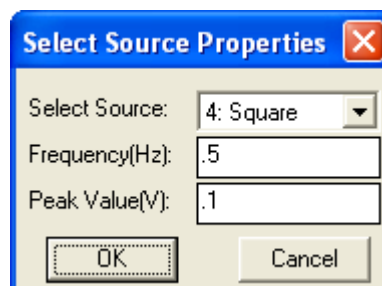 Select Source Properties
Select Source: 4: Square
Frequency(Hz): .5
Peak Value(V): .1
OK Cancel